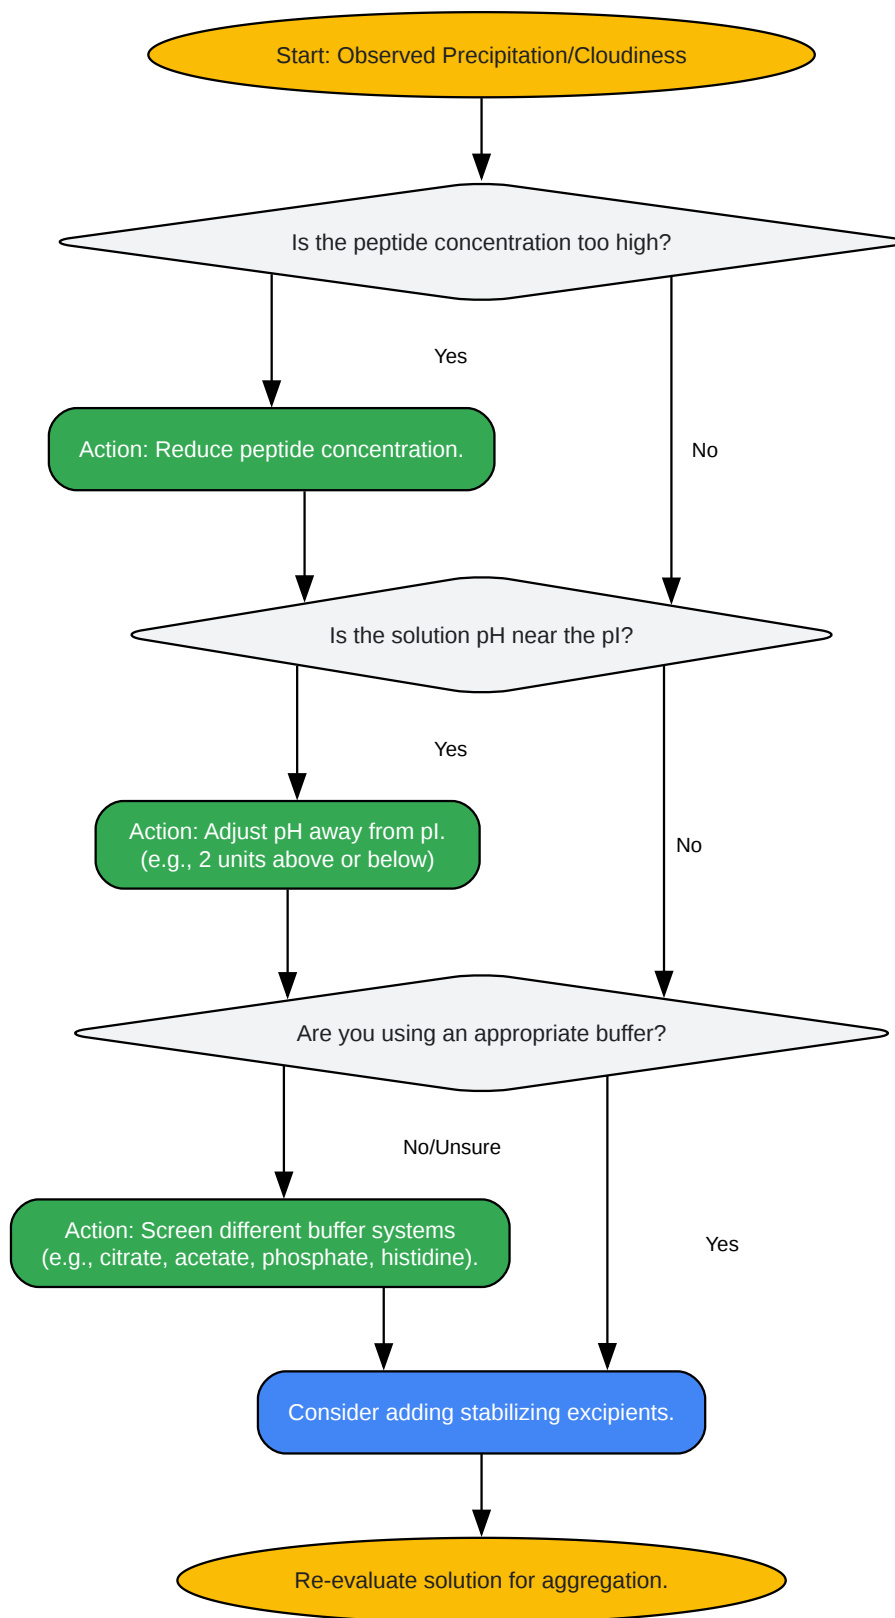 Start: Observed Precipitation/Cloudiness
Is the peptide concentration too high?
Yes
Action: Reduce peptide concentration.
No
Is the solution pH near the pI?
Yes
Action: Adjust pH away from pI.
(e.g., 2 units above or below)
No
Are you using an appropriate buffer?
No/Unsure
Action: Screen different buffer systems
(e.g., citrate, acetate, phosphate, histidine).
Yes
Consider adding stabilizing excipients.
Re-evaluate solution for aggregation.